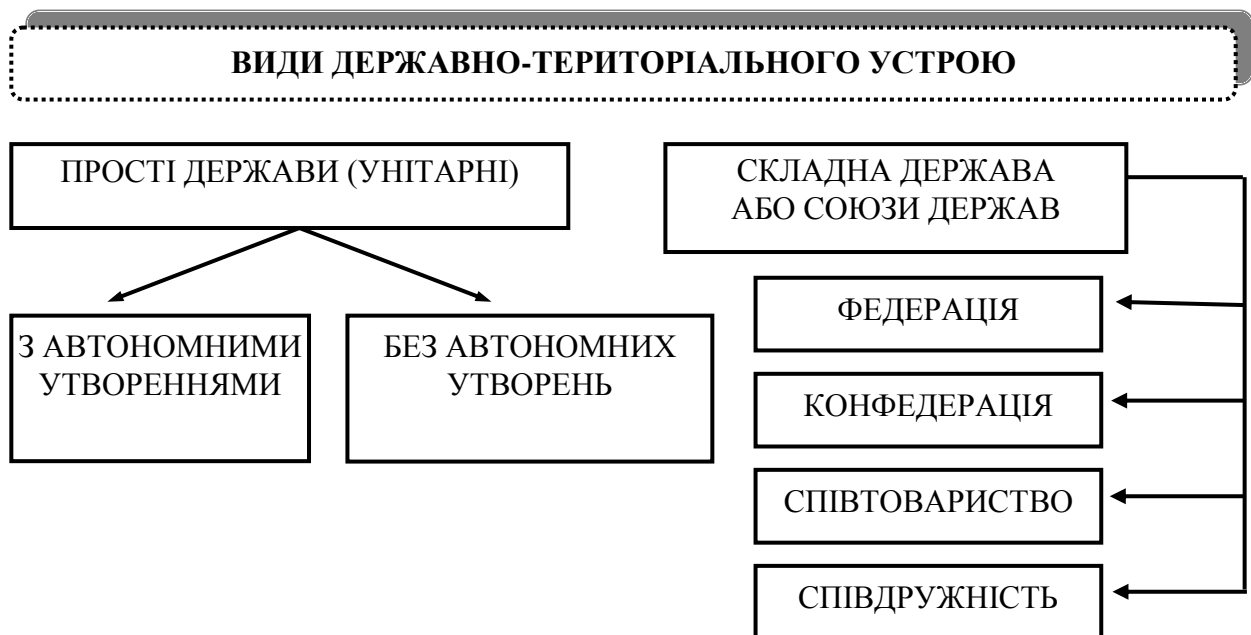 ВИДИ ДЕРЖАВНО-ТЕРИТОРІАЛЬНОГО УСТРОЮ
ПРОСТІ ДЕРЖАВИ (УНІТАРНІ)
З АВТОНОМНИМИ
УТВОРЕННЯМИ
БЕЗ АВТОНОМНИХ
УТВОРЕНЬ
СКЛАДНА ДЕРЖАВА
АБО СОЮЗИ ДЕРЖАВ
ФЕДЕРАЦІЯ
КОНФЕДЕРАЦІЯ
СПІВТОВАРИСТВО
СПІВДРУЖНІСТЬ